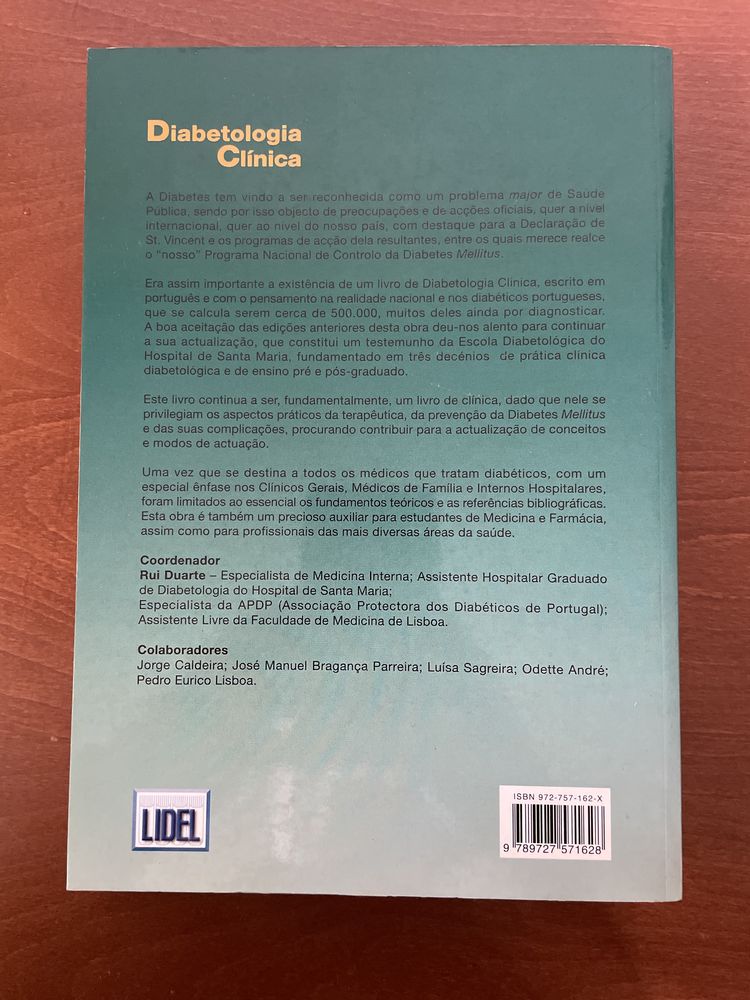 Diabetologia
Clínica
A Diabetes tem vindo a ser reconhecida como um problema major de Saúde
Pública, sendo por isso objecto de preocupações e de acções oficiais, quer a nível
internacional, quer ao nível do nosso país, com destaque para a Declaração de
St. Vincent e os programas de acção dela resultantes, entre os quais merece realce
o “nosso” Programa Nacional de Controlo da Diabetes Mellitus.
Era assim importante a existência de um livro de Diabetologia Clínica, escrito em
português e com o pensamento na realidade nacional e nos diabéticos portugueses,
que se calcula serem cerca de 500.000, muitos deles ainda por diagnosticar.
A boa aceitação das edições anteriores desta obra deu-nos alento para continuar
a sua actualização, que constitui um testemunho da Escola Diabetológica do
Hospital de Santa Maria, fundamentado em três decénios de prática clínica
diabetológica e de ensino pré e pós-graduado.
Este livro continua a ser, fundamentalmente, um livro de clínica, dado que nele se
privilegiam os aspectos práticos da terapêutica, da prevenção da Diabetes Mellitus
e das suas complicações, procurando contribuir para a actualização de conceitos
e modos de actuação.
Uma vez que se destina a todos os médicos que tratam diabéticos, com um
especial ênfase nos Clínicos Gerais, Médicos de Família e Internos Hospitalares,
foram limitados ao essencial os fundamentos teóricos e as referências bibliográficas.
Esta obra é também um precioso auxiliar para estudantes de Medicina e Farmácia,
assim como para profissionais das mais diversas áreas da saúde.
Coordenador
Rui Duarte – Especialista de Medicina Interna; Assistente Hospitalar Graduado
de Diabetologia do Hospital de Santa Maria;
Especialista da APDP (Associação Protectora dos Diabéticos de Portugal);
Assistente Livre da Faculdade de Medicina de Lisboa.
Colaboradores
Jorge Caldeira; José Manuel Bragança Parreira; Luísa Sagreira; Odette André;
Pedro Eurico Lisboa.
LIDEL
ISBN 972-757-162-X
9 789727 571628